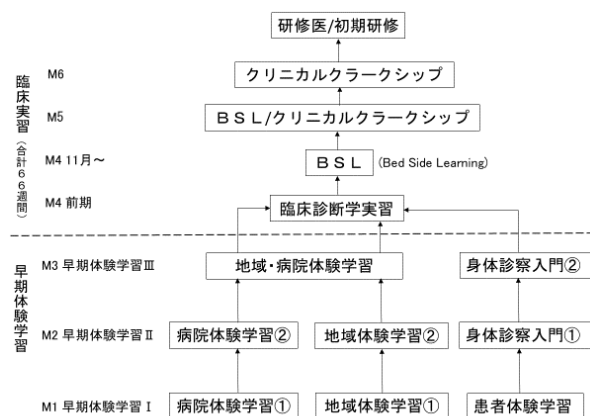 研修医/初期研修
M6
クリニカルクラークシップ
M5
ＢＳＬ/クリニカルクラークシップ
M4 11月～
ＢＳＬ
(Bed Side Learning)
M4 前期
臨床診断学実習
臨床実習
（合計６６週間）
M3 早期体験学習Ⅲ
地域・病院体験学習
身体診察入門②
M2 早期体験学習Ⅱ
病院体験学習②
地域体験学習②
身体診察入門①
M1 早期体験学習Ⅰ
病院体験学習①
地域体験学習①
患者体験学習
早期体験学習